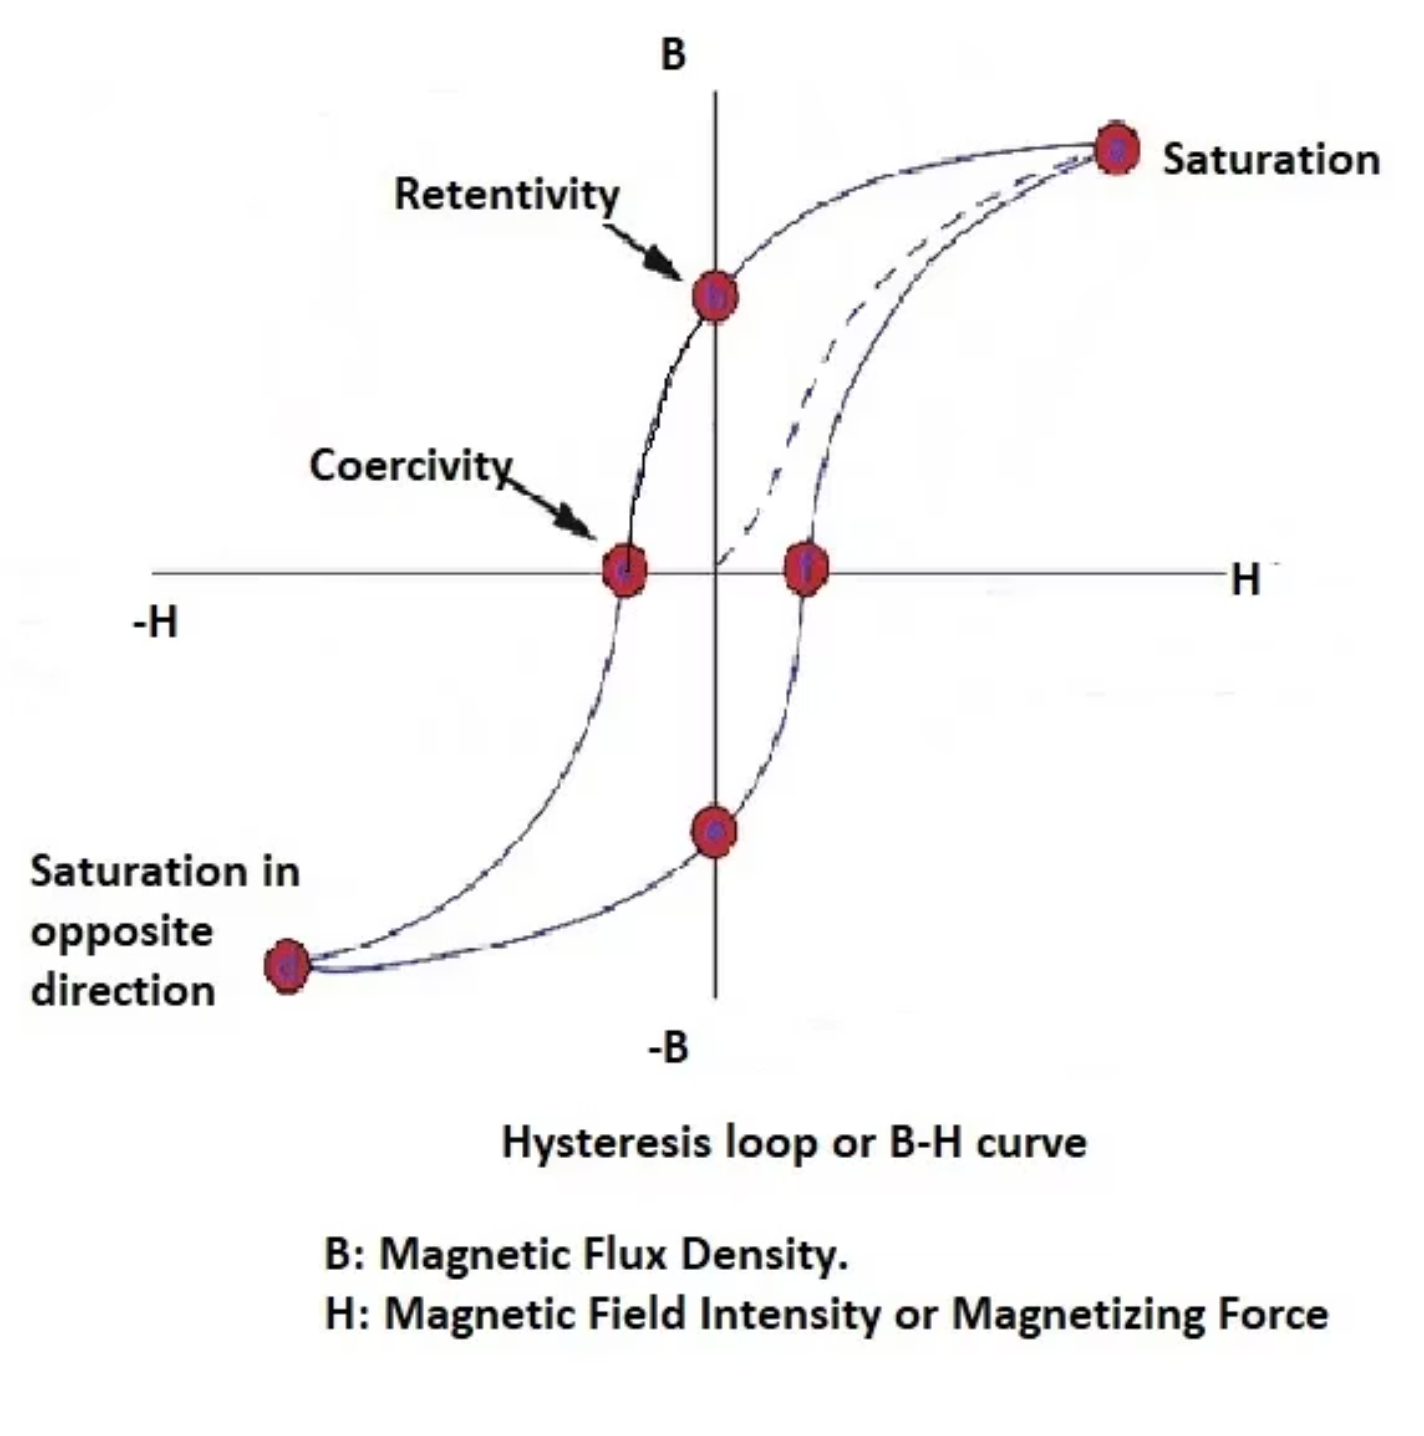 B
a
Saturation
Retentivity
b
Coercivity
c
f
H
-H
e
Saturation in
opposite
direction
d
-B
Hysteresis loop or B-H curve
B: Magnetic Flux Density.
H: Magnetic Field Intensity or Magnetizing Force